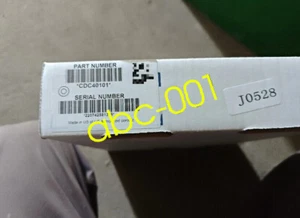 PART NUMBER
*CDC40101*
SERIAL NUMBER
abc-001
J0528